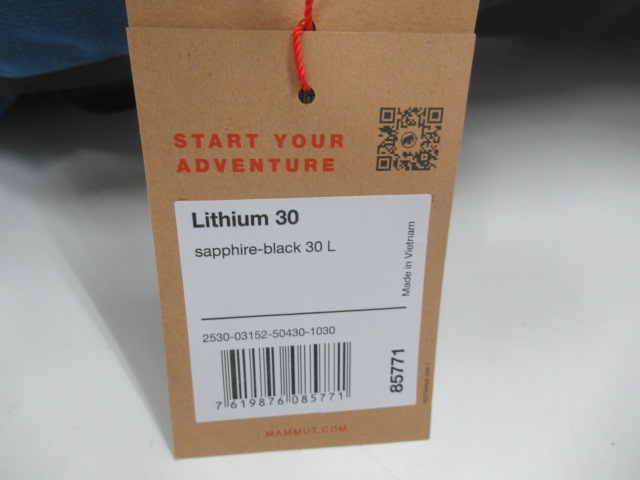 START YOUR
ADVENTURE
Lithium 30
sapphire-black 30 L
Made in Vietnam
2530-03152-50430-1030
7 619876 085771
85771
MAMMUT.COM